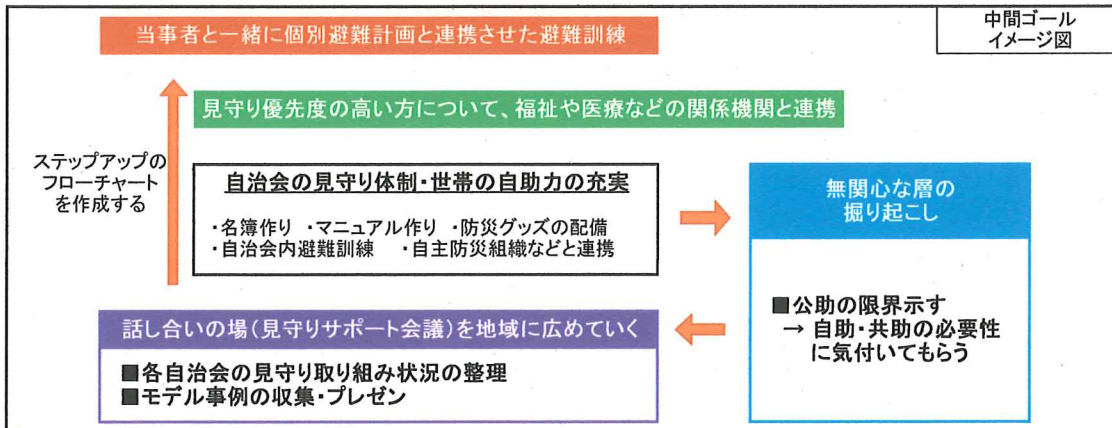 中間ゴール
イメージ図
当事者と一緒に個別避難計画と連携させた避難訓練
見守り優先度の高い方について、福祉や医療などの関係機関と連携
ステップアップの
フローチャート
を作成する
自治会の見守り体制・世帯の自助力の充実
・名簿作り ・マニュアル作り ・防災グッズの配備
・自治会内避難訓練 ・自主防災組織などと連携
無関心な層の
掘り起こし
■公助の限界示す
→ 自助・共助の必要性
に気付いてもらう
話し合いの場(見守りサポート会議)を地域に広めていく
■各自治会の見守り取り組み状況の整理
■モデル事例の収集・プレゼン